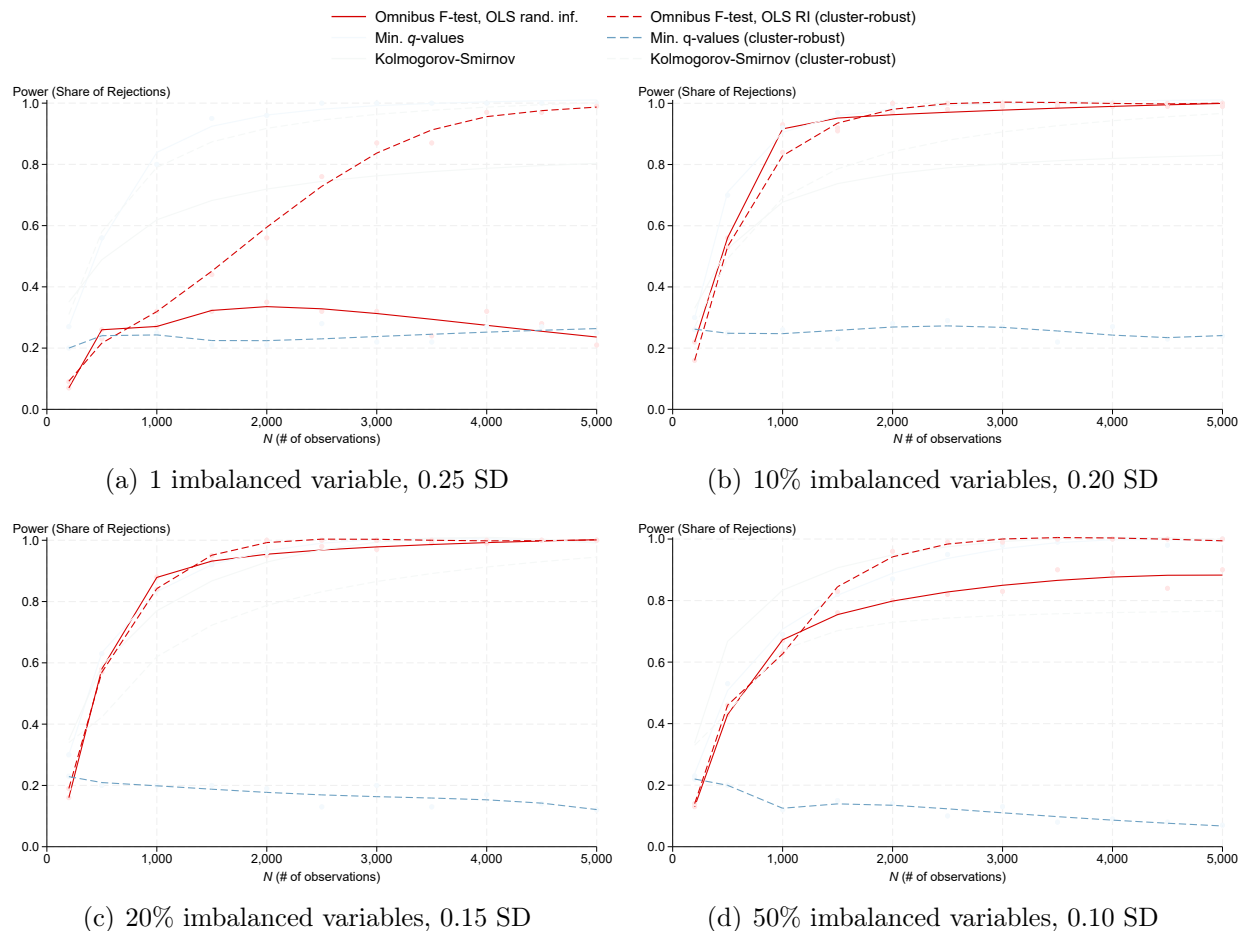 Omnibus F-test, OLS rand. inf.
Omnibus F-test, OLS RI (cluster-robust)
Min. q-values
Min. q-values (cluster-robust)
Kolmogorov-Smirnov
Kolmogorov-Smirnov (cluster-robust)
Power (Share of Rejections)
1.0
0.8
0.6
0.4
0.2
0.0
0
1,000
2,000
3,000
4,000
5,000
N (# of observations)
(a) 1 imbalanced variable, 0.25 SD
Power (Share of Rejections)
1.0
0.8
0.6
0.4
0.2
0.0
0
1,000
2,000
3,000
4,000
5,000
N # of observations
(b) 10% imbalanced variables, 0.20 SD
Power (Share of Rejections)
1.0
0.8
0.6
0.4
0.2
0.0
0
1,000
2,000
3,000
4,000
5,000
N (# of observations)
(c) 20% imbalanced variables, 0.15 SD
Power (Share of Rejections)
1.0
0.8
0.6
0.4
0.2
0.0
0
1,000
2,000
3,000
4,000
5,000
N (# of observations)
(d) 50% imbalanced variables, 0.10 SD